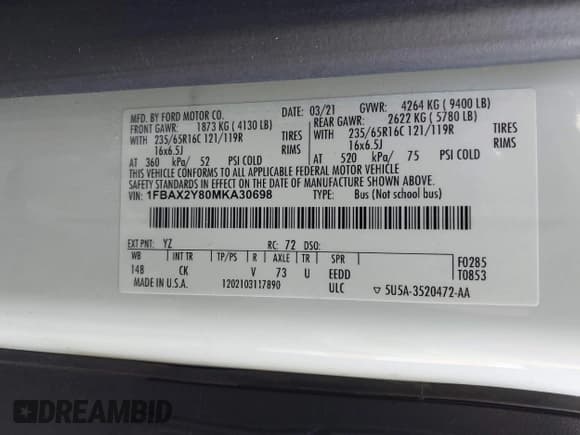 MFD. BY FORD MOTOR CO. DATE: 03/21 GVWR: 4264 KG ( 9400 LB)
FRONT GAWR: 1873 KG ( 4130 LB) REAR GAWR: 2622 KG ( 5780 LB)
WITH 235/65R16C 121/119R TIRES WITH 235/65R16C 121/119R TIRES
16x6.5J RIMS 16x6.5J RIMS
AT 360 kPa/ 52 PSI COLD AT 520 kPa/ 75 PSI COLD
THIS VEHICLE CONFORMS TO ALL APPLICABLE FEDERAL MOTOR VEHICLE
SAFETY STANDARDS IN EFFECT ON THE DATE OF MANUFACTURE SHOWN ABOVE.
VIN: 1FBAX2Y80MKA30698 TYPE: Bus (Not school bus)
EXT PNT: YZ RC: 72 DSO:
WB INT TR TP/PS R AXLE TR SPR F0285
148 CK V 73 U EEDD T0853
MADE IN U.S.A. 1202103117890 ULC ▽ 5U5A-3520472-AA
DREAMBID